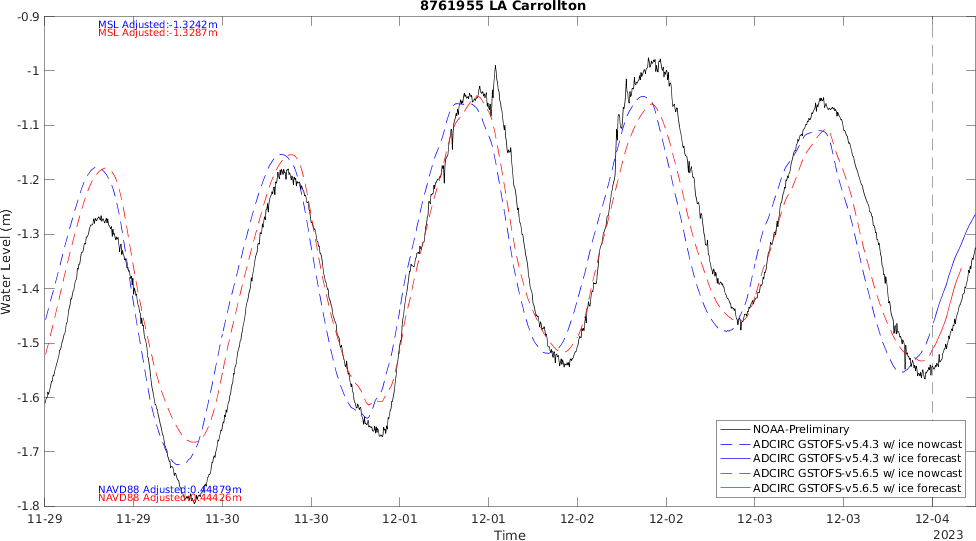 8761955 LA Carrollton
-0.9
-1
-1.1
-1.2
-1.3
-1.4
-1.5
-1.6
-1.7
-1.8
Water Level (m)
MSL Adjusted:-1.3242m
MSL Adjusted:-1.3287m
NAVD88 Adjusted:0.44879m
NAVD88 Adjusted:
NOAA-Preliminary
ADCIRC GSTOFS-v5.4.3 w/ ice nowcast
ADCIRC GSTOFS-v5.4.3 w/ ice forecast
ADCIRC GSTOFS-v5.6.5 w/ ice nowcast
ADCIRC GSTOFS-v5.6.5 w/ ice forecast
11-29 11-29 11-30 11-30 12-01 12-01 12-02 12-02 12-03 12-03 12-04
Time
2023